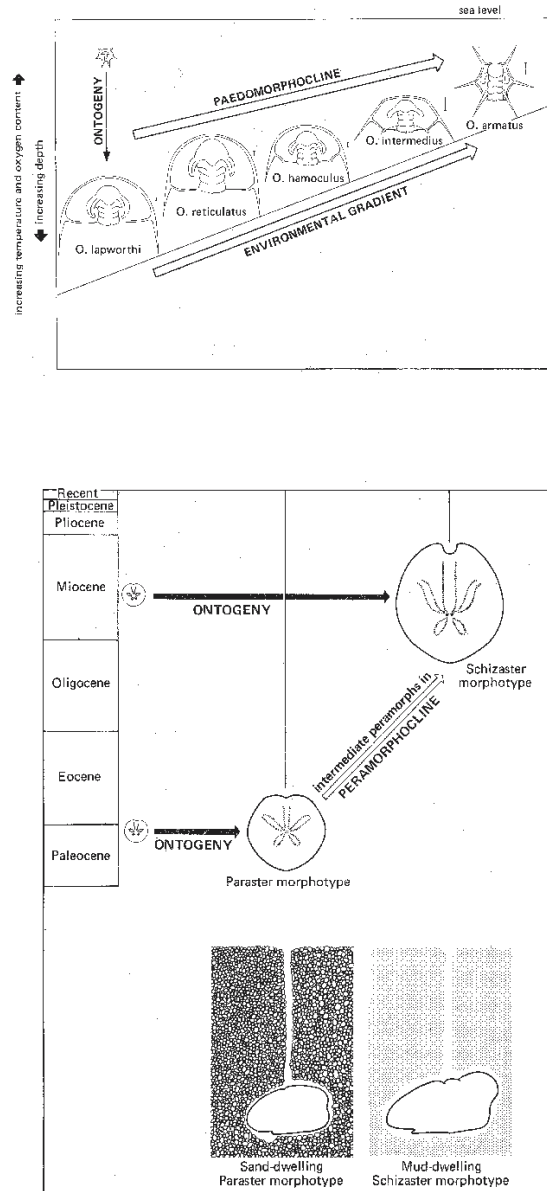 sea level
increasing temperature and oxygen content
increasing depth
ONTOGENY
PAEDOMORPHOCLINE
O. armatus
O. intermedius
O. hamoculus
O. reticulatus
O. lapworthi
ENVIRONMENTAL GRADIENT
Recent
Pleistocene
Pliocene
Miocene
ONTOGENY
Schizaster
morphotype
Oligocene
intermediate peramorphs in
PERAMORPHOCLINE
Eocene
ONTOGENY
Paleocene
Paraster morphotype
Sand-dwelling
Paraster morphotype
Mud-dwelling
Schizaster morphotype